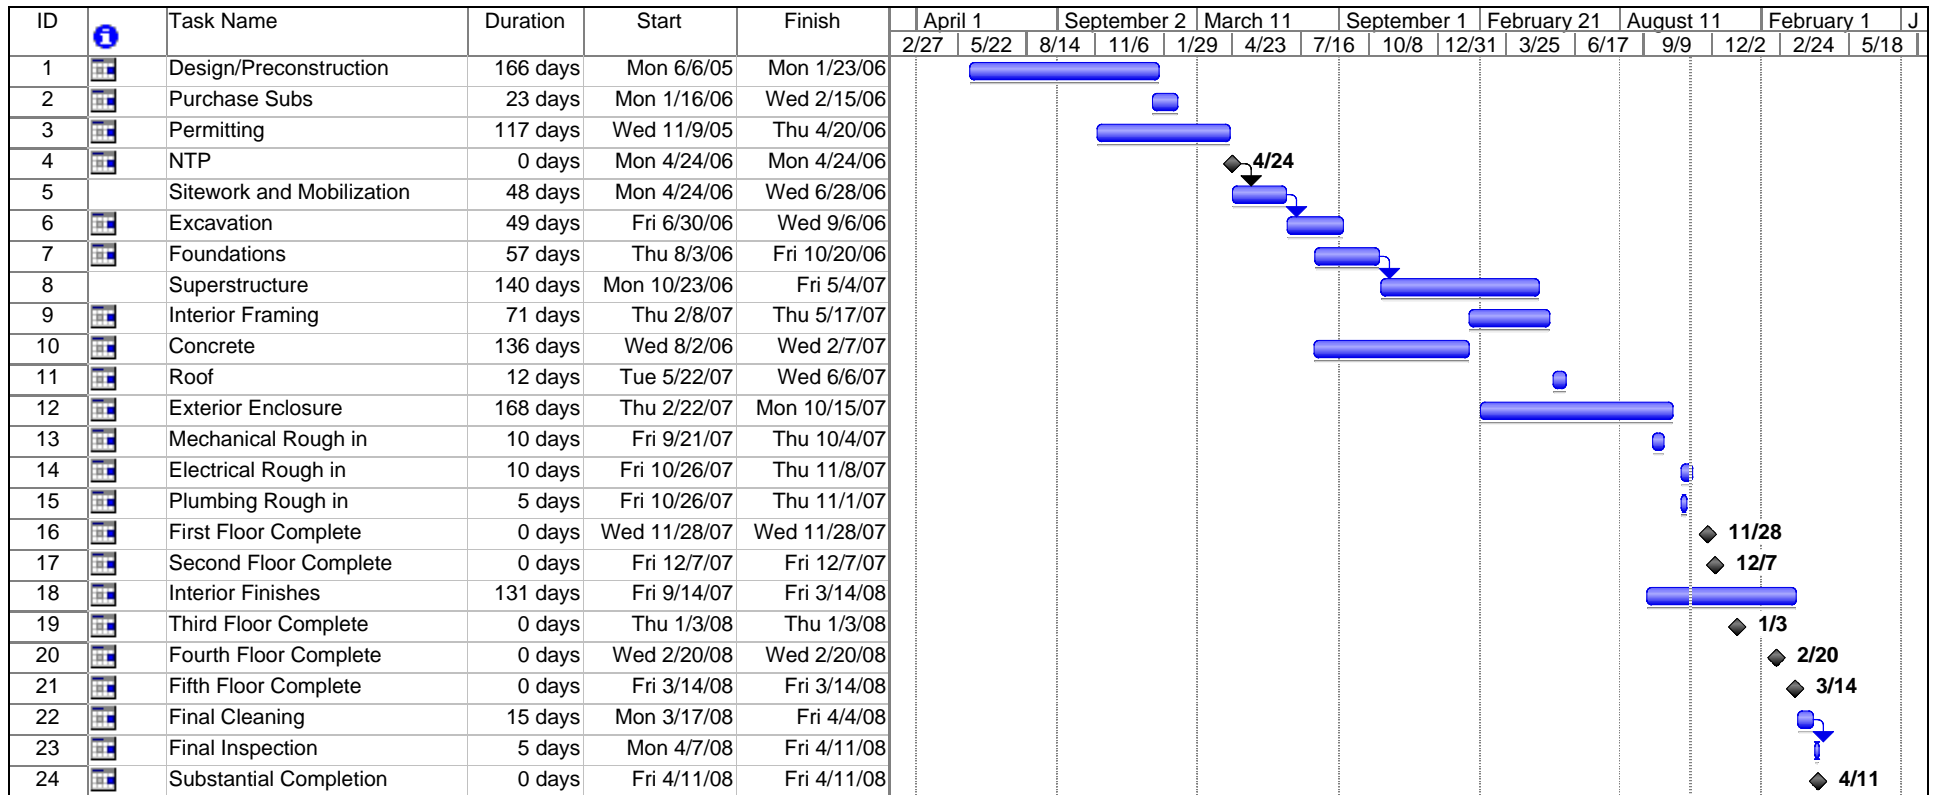 ID Task Name Duration Start Finish April 1 September 2 March 11 September 1 February 21 August 11 February 1 J
2/27 5/22 8/14 11/6 1/29 4/23 7/16 10/8 12/31 3/25 6/17 9/9 12/2 2/24 5/18
1 Design/Preconstruction 166 days Mon 6/6/05 Mon 1/23/06
2 Purchase Subs 23 days Mon 1/16/06 Wed 2/15/06
3 Permitting 117 days Wed 11/9/05 Thu 4/20/06
4 NTP 0 days Mon 4/24/06 Mon 4/24/06 4/24
5 Sitework and Mobilization 48 days Mon 4/24/06 Wed 6/28/06
6 Excavation 49 days Fri 6/30/06 Wed 9/6/06
7 Foundations 57 days Thu 8/3/06 Fri 10/20/06
8 Superstructure 140 days Mon 10/23/06 Fri 5/4/07
9 Interior Framing 71 days Thu 2/8/07 Thu 5/17/07
10 Concrete 136 days Wed 8/2/06 Wed 2/7/07
11 Roof 12 days Tue 5/22/07 Wed 6/6/07
12 Exterior Enclosure 168 days Thu 2/22/07 Mon 10/15/07
13 Mechanical Rough in 10 days Fri 9/21/07 Thu 10/4/07
14 Electrical Rough in 10 days Fri 10/26/07 Thu 11/8/07
15 Plumbing Rough in 5 days Fri 10/26/07 Thu 11/1/07
16 First Floor Complete 0 days Wed 11/28/07 Wed 11/28/07 11/28
17 Second Floor Complete 0 days Fri 12/7/07 Fri 12/7/07 12/7
18 Interior Finishes 131 days Fri 9/14/07 Fri 3/14/08
19 Third Floor Complete 0 days Thu 1/3/08 Thu 1/3/08 1/3
20 Fourth Floor Complete 0 days Wed 2/20/08 Wed 2/20/08 2/20
21 Fifth Floor Complete 0 days Fri 3/14/08 Fri 3/14/08 3/14
22 Final Cleaning 15 days Mon 3/17/08 Fri 4/4/08
23 Final Inspection 5 days Mon 4/7/08 Fri 4/11/08
24 Substantial Completion 0 days Fri 4/11/08 Fri 4/11/08 4/11